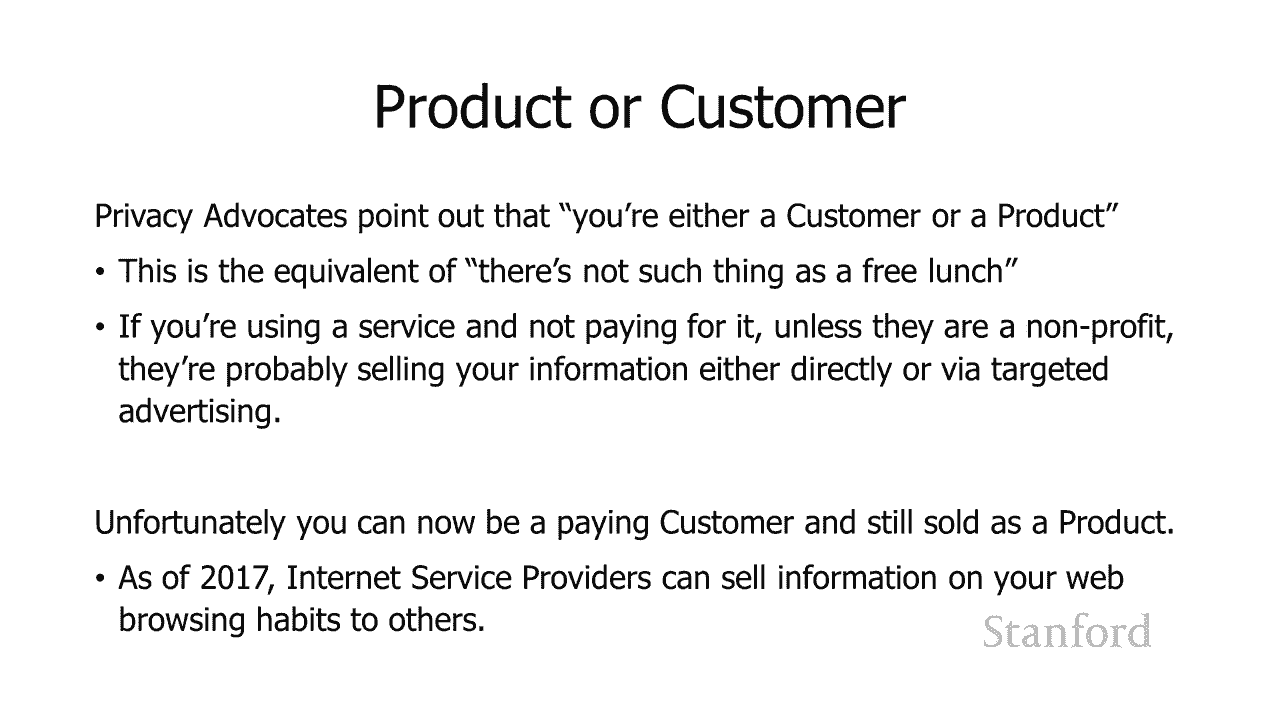 Product or Customer
Privacy Advocates point out that “you’re either a Customer or a Product”
• This is the equivalent of “there’s not such thing as a free lunch”
• If you’re using a service and not paying for it, unless they are a non-profit,
they’re probably selling your information either directly or via targeted
advertising.
Unfortunately you can now be a paying Customer and still sold as a Product.
• As of 2017, Internet Service Providers can sell information on your web
browsing habits to others.
Stanford